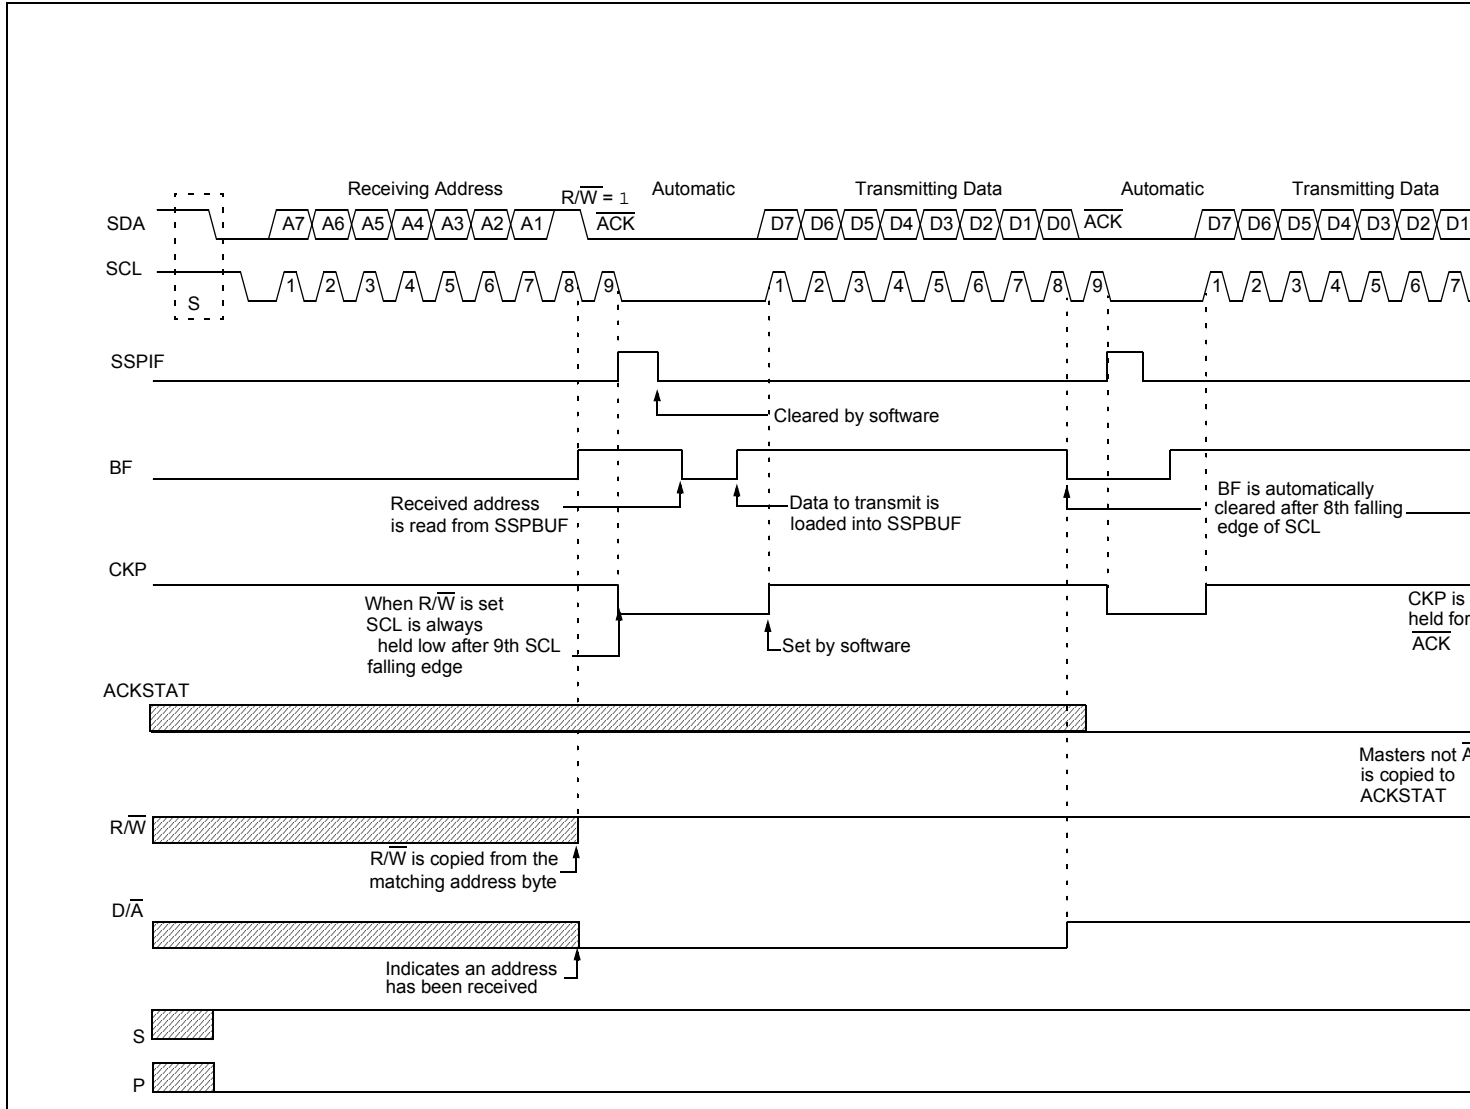 Receiving Address
R/W̅ = 1
Automatic
Transmitting Data
Automatic
Transmitting Data
SDA
A7 A6 A5 A4 A3 A2 A1
A̅C̅K̅
D7 D6 D5 D4 D3 D2 D1 D0
A̅C̅K̅
D7 D6 D5 D4 D3 D2 D1
SCL
S
1 2 3 4 5 6 7 8 9
1 2 3 4 5 6 7 8 9
1 2 3 4 5 6 7
SSPIF
Cleared by software
BF
Received address
is read from SSPBUF
Data to transmit is
loaded into SSPBUF
BF is automatically
cleared after 8th falling
edge of SCL
CKP
When R/W̅ is set
SCL is always
held low after 9th SCL
falling edge
Set by software
CKP is
held for
A̅C̅K̅
ACKSTAT
Masters not A̅
is copied to
ACKSTAT
R/W̅
R/W̅ is copied from the
matching address byte
D/A̅
Indicates an address
has been received
S
P